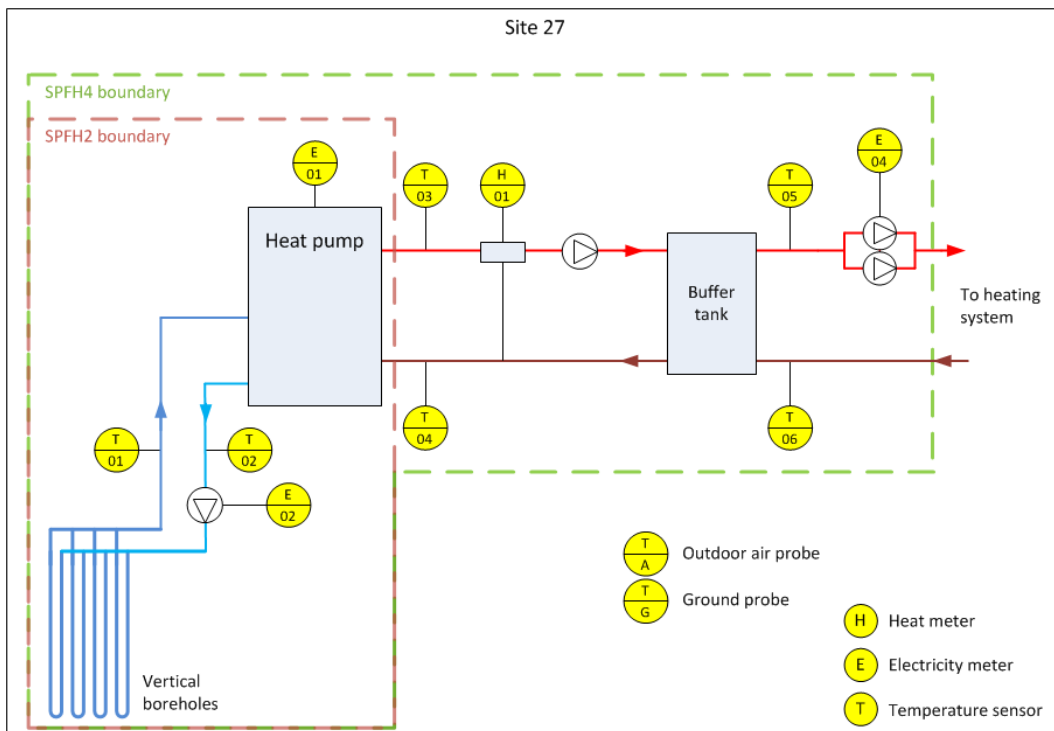 Site 27
SPFH4 boundary
SPFH2 boundary
E
01
T
03
H
01
T
05
E
04
Heat pump
Buffer
tank
To heating
system
T
01
T
02
E
02
T
04
T
06
T
A
Outdoor air probe
T
G
Ground probe
H
Heat meter
E
Electricity meter
T
Temperature sensor
Vertical
boreholes